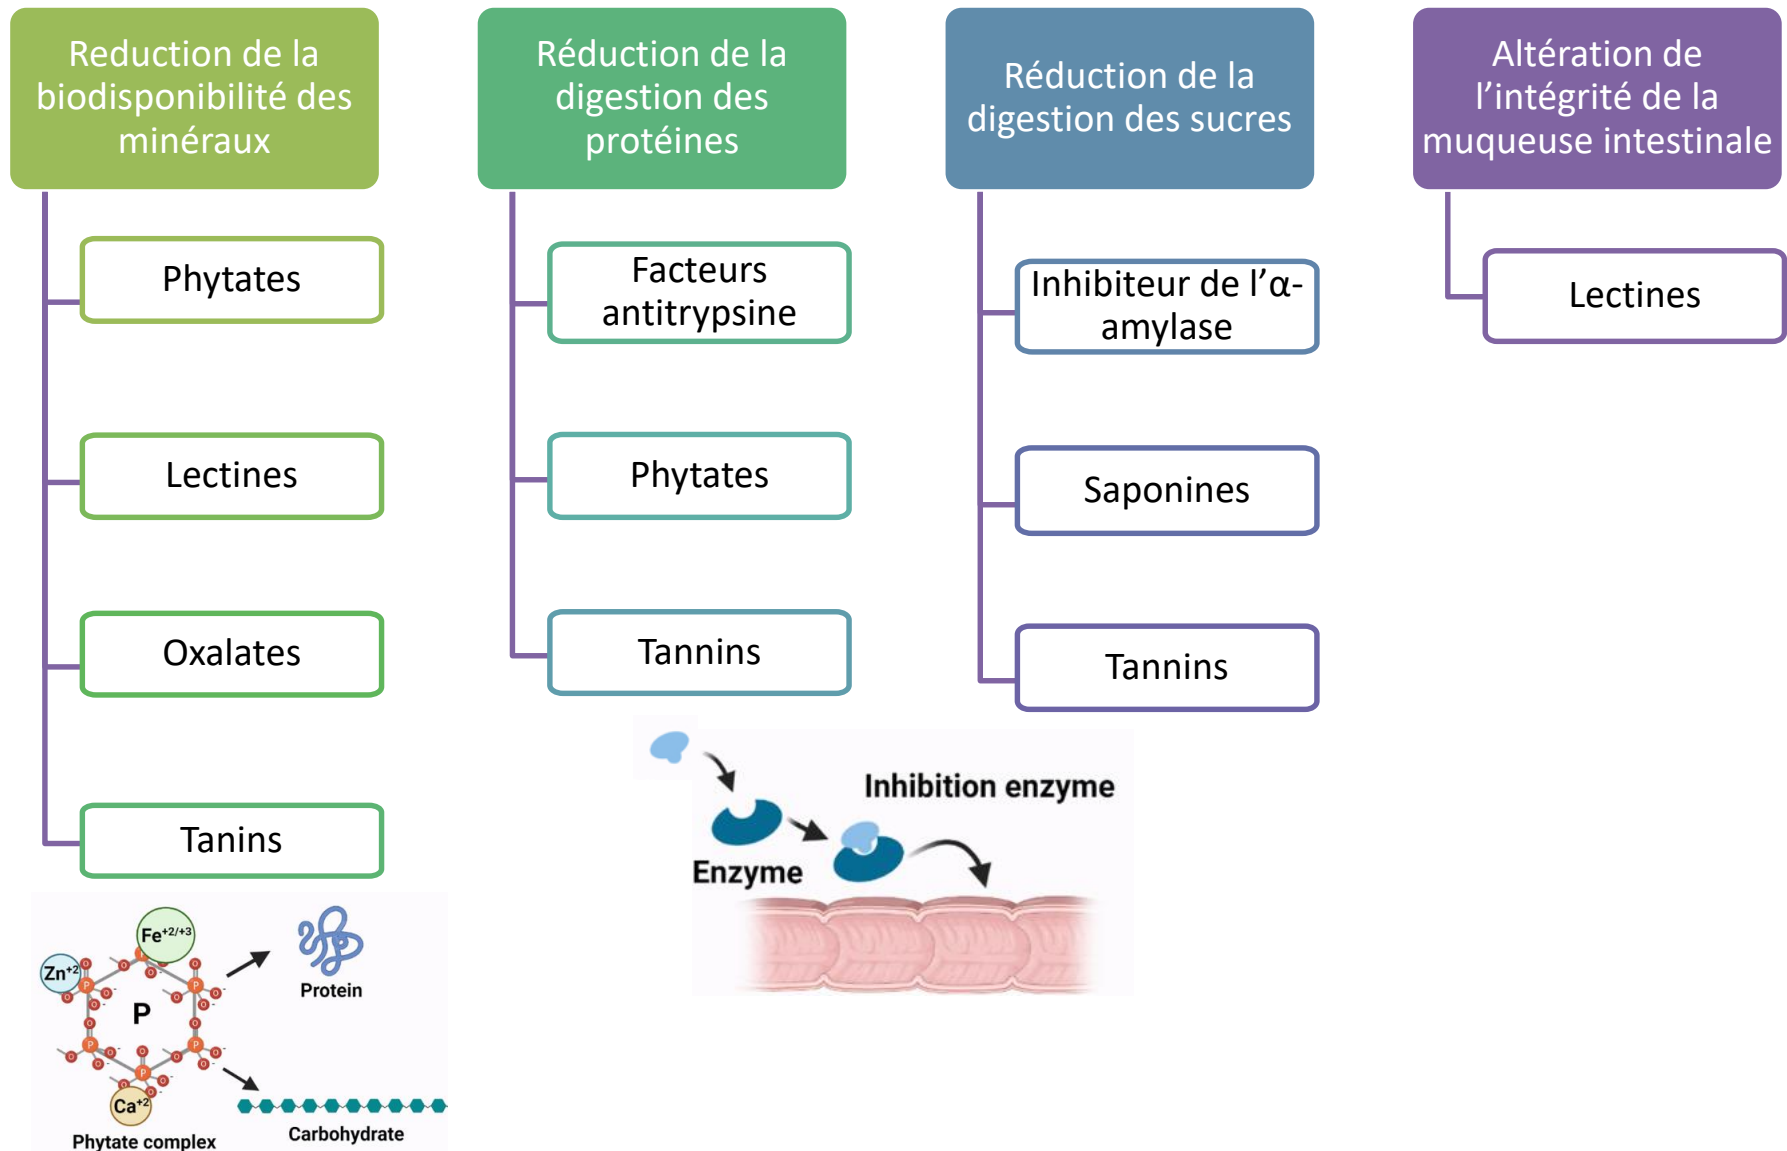 Reduction de la
biodisponibilité des
minéraux
Phytates
Lectines
Oxalates
Tanins
Réduction de la
digestion des
protéines
Facteurs
antitrypsine
Phytates
Tannins
Réduction de la
digestion des sucres
Inhibiteur de l’α-
amylase
Saponines
Tannins
Altération de
l’intégrité de la
muqueuse intestinale
Lectines
Inhibition enzyme
Enzyme
Fe+2/+3
Zn+2
P
Ca+2
Protein
Carbohydrate
Phytate complex